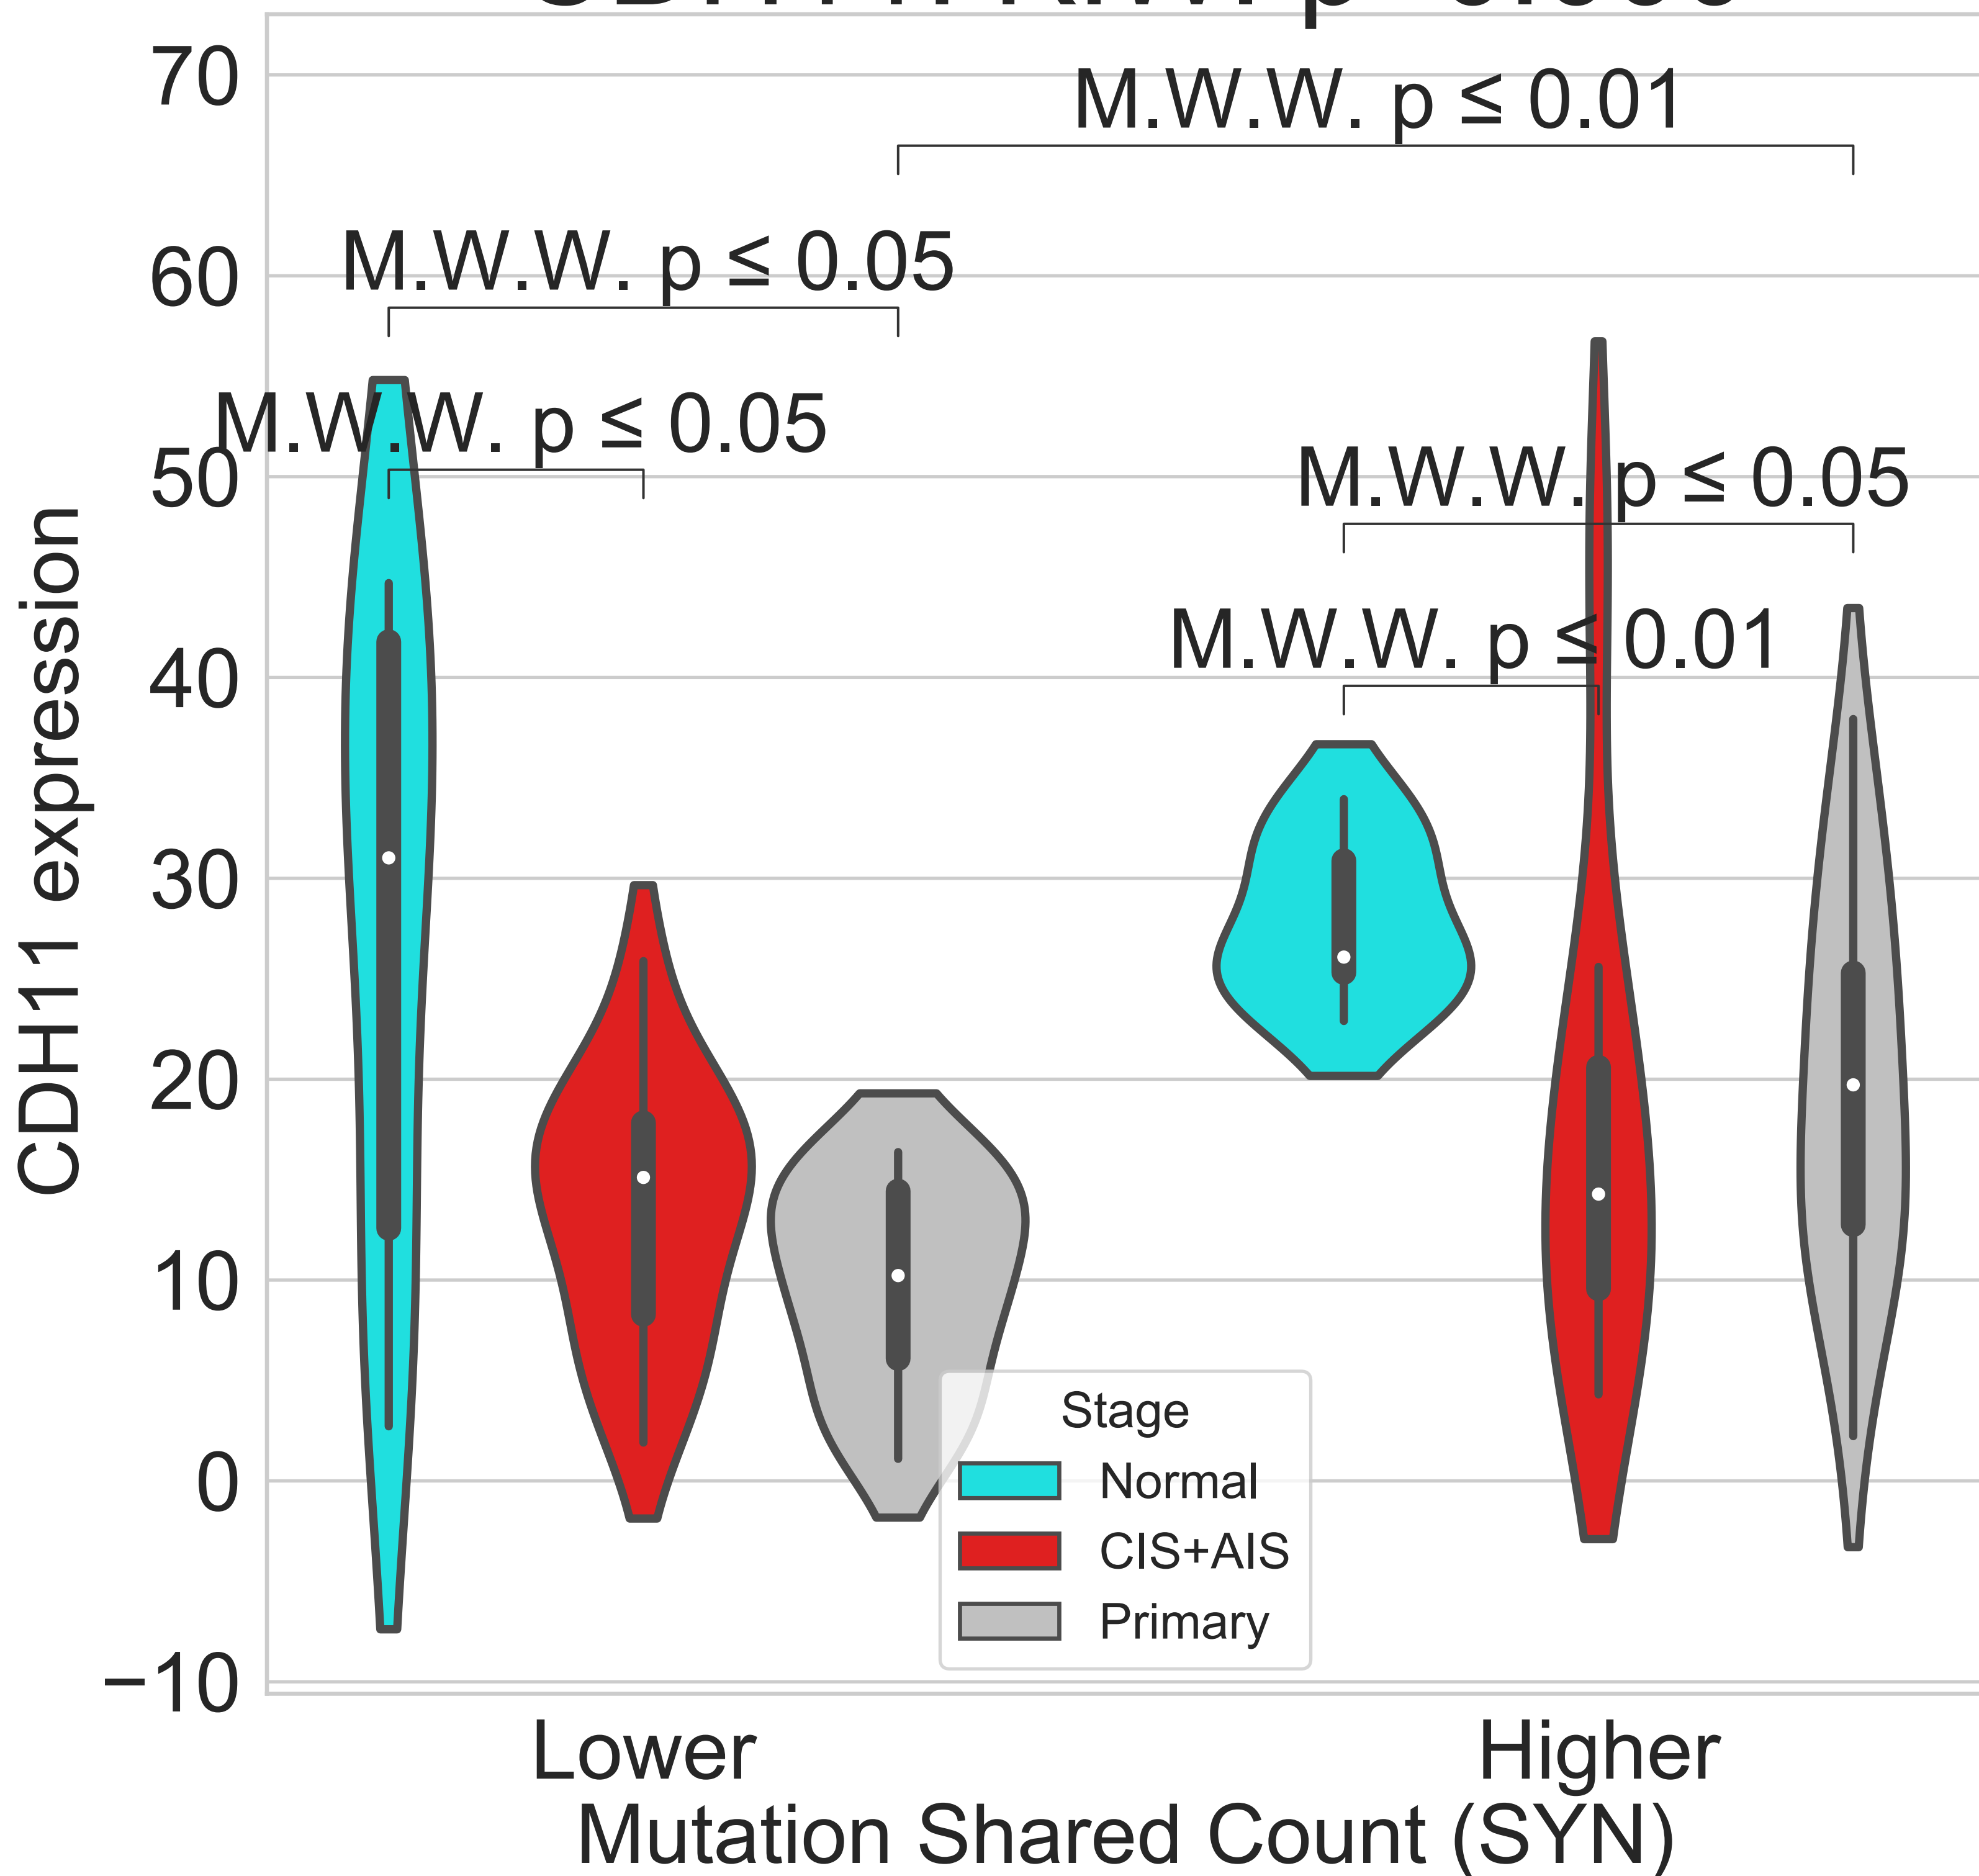 70
M.W.W. p ≤ 0.01
60
M.W.W. p ≤ 0.05
M.W.W. p ≤ 0.05
50
M.W.W. p ≤ 0.05
40
M.W.W. p ≤ 0.01
30
20
10
0
−10
CDH11 expression
Stage
Normal
CIS+AIS
Primary
Lower
Higher
Mutation Shared Count (SYN)